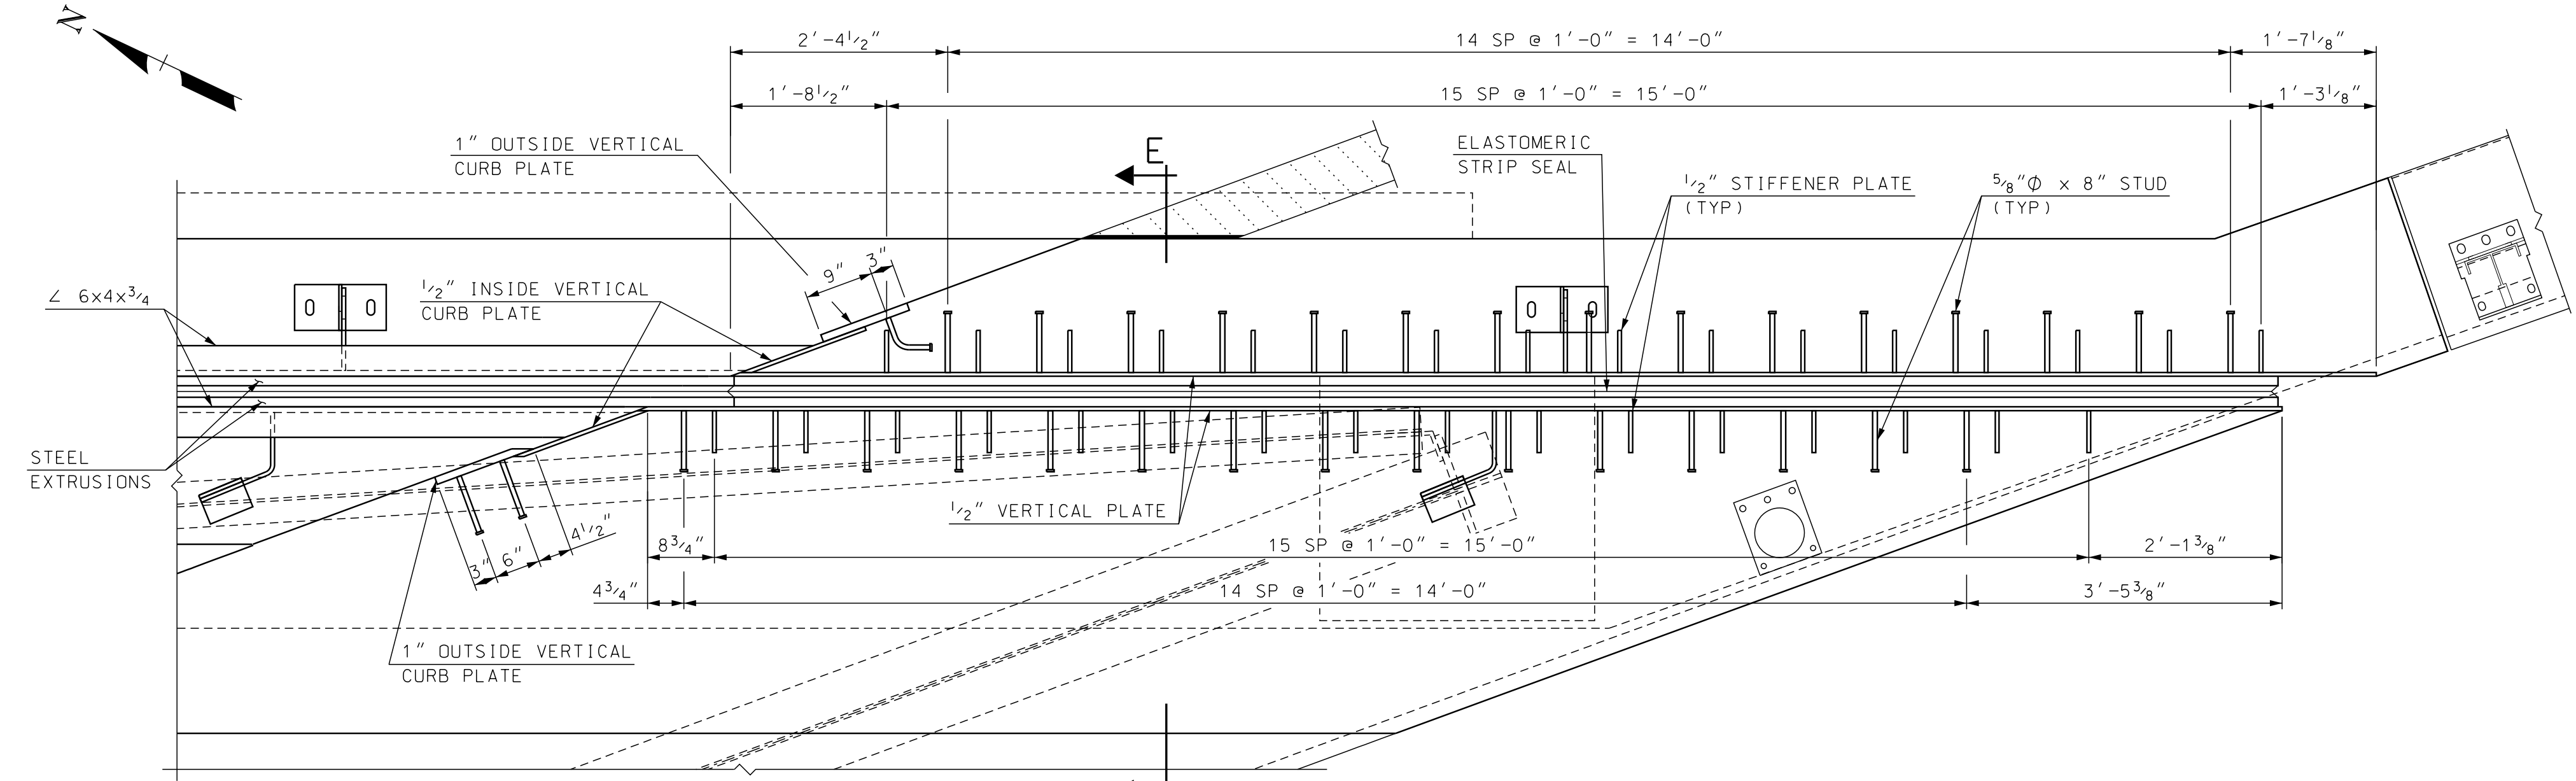 N
2'-4 1/2"
14 SP @ 1'-0" = 14'-0"
1'-7 1/8"
1'-8 1/2"
15 SP @ 1'-0" = 15'-0"
1'-3 1/8"
1" OUTSIDE VERTICAL
CURB PLATE
E
ELASTOMERIC
STRIP SEAL
1/2" STIFFENER PLATE
(TYP)
5/8"Ø x 8" STUD
(TYP)
9"
3"
∠ 6x4x3/4
1/2" INSIDE VERTICAL
CURB PLATE
STEEL
EXTRUSIONS
1/2" VERTICAL PLATE
3"
6"
4 1/2"
8 3/4"
15 SP @ 1'-0" = 15'-0"
2'-1 3/8"
4 3/4"
14 SP @ 1'-0" = 14'-0"
3'-5 3/8"
1" OUTSIDE VERTICAL
CURB PLATE